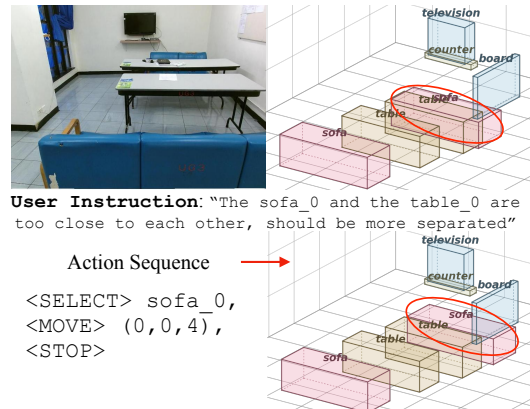 television
counter
board
sofa
table
table
sofa
User Instruction: “The sofa_0 and the table_0 are
too close to each other, should be more separated”
Action Sequence
<SELECT> sofa_0,
<MOVE> (0,0,4),
<STOP>
television
counter
board
sofa
table
table
sofa